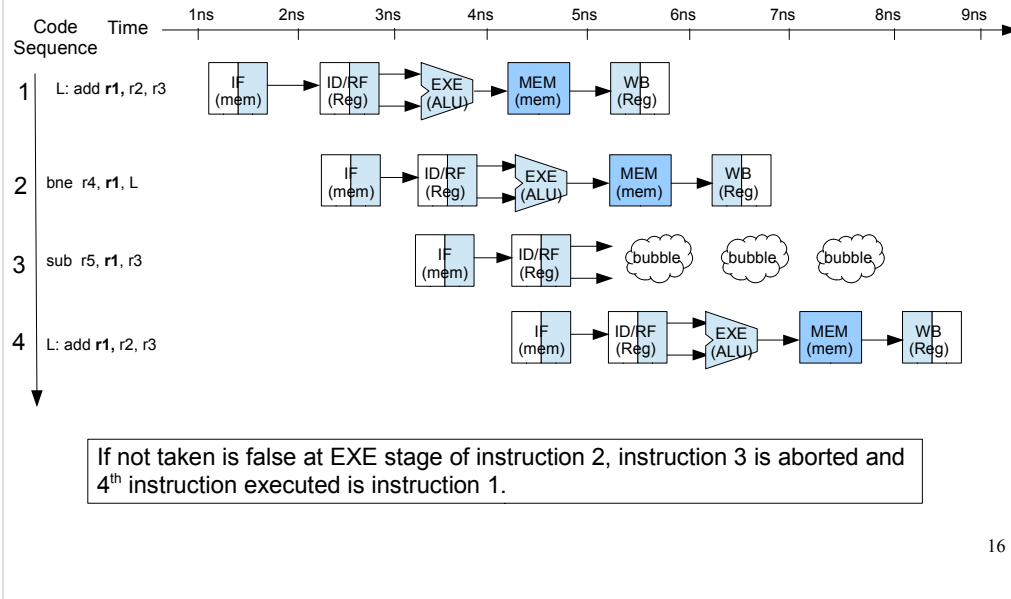 1ns 2ns 3ns 4ns 5ns 6ns 7ns 8ns 9ns
Code Time
Sequence
1 L: add r1, r2, r3
IF (mem)
ID/RF (Reg)
EXE (ALU)
MEM (mem)
WB (Reg)
2 bne r4, r1, L
IF (mem)
ID/RF (Reg)
EXE (ALU)
MEM (mem)
WB (Reg)
3 sub r5, r1, r3
IF (mem)
ID/RF (Reg)
bubble
bubble
bubble
4 L: add r1, r2, r3
IF (mem)
ID/RF (Reg)
EXE (ALU)
MEM (mem)
WB (Reg)
If not taken is false at EXE stage of instruction 2, instruction 3 is aborted and
4th instruction executed is instruction 1.
16